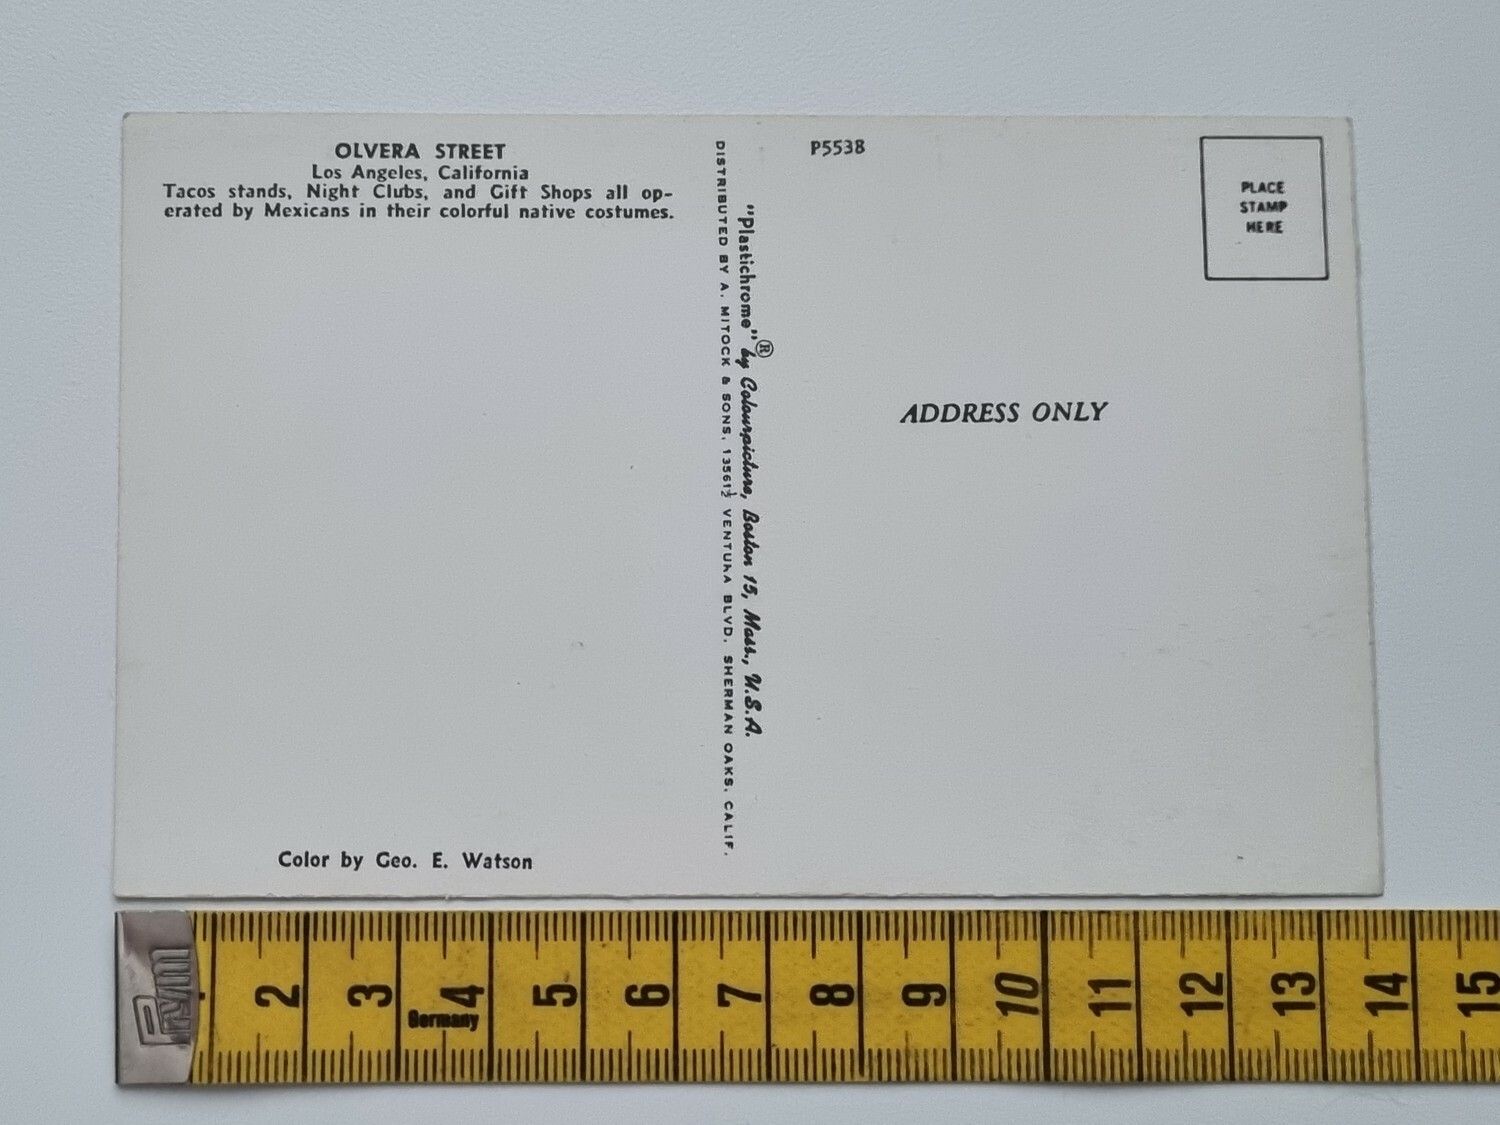 OLVERA STREET
Los Angeles, California
Tacos stands, Night Clubs, and Gift Shops all op-
erated by Mexicans in their colorful native costumes.
Color by Geo. E. Watson
DISTRIBUTED BY A. MITOCK & SONS, 13561½ VENTURA BLVD. SHERMAN OAKS, CALIF.
"Plastichrome"® by Colourpicture, Boston 15, Mass., U.S.A.
P5538
PLACE
STAMP
HERE
ADDRESS ONLY
Prym
2 3 4 5 6 7 8 9 10 11 12 13 14 15
Germany